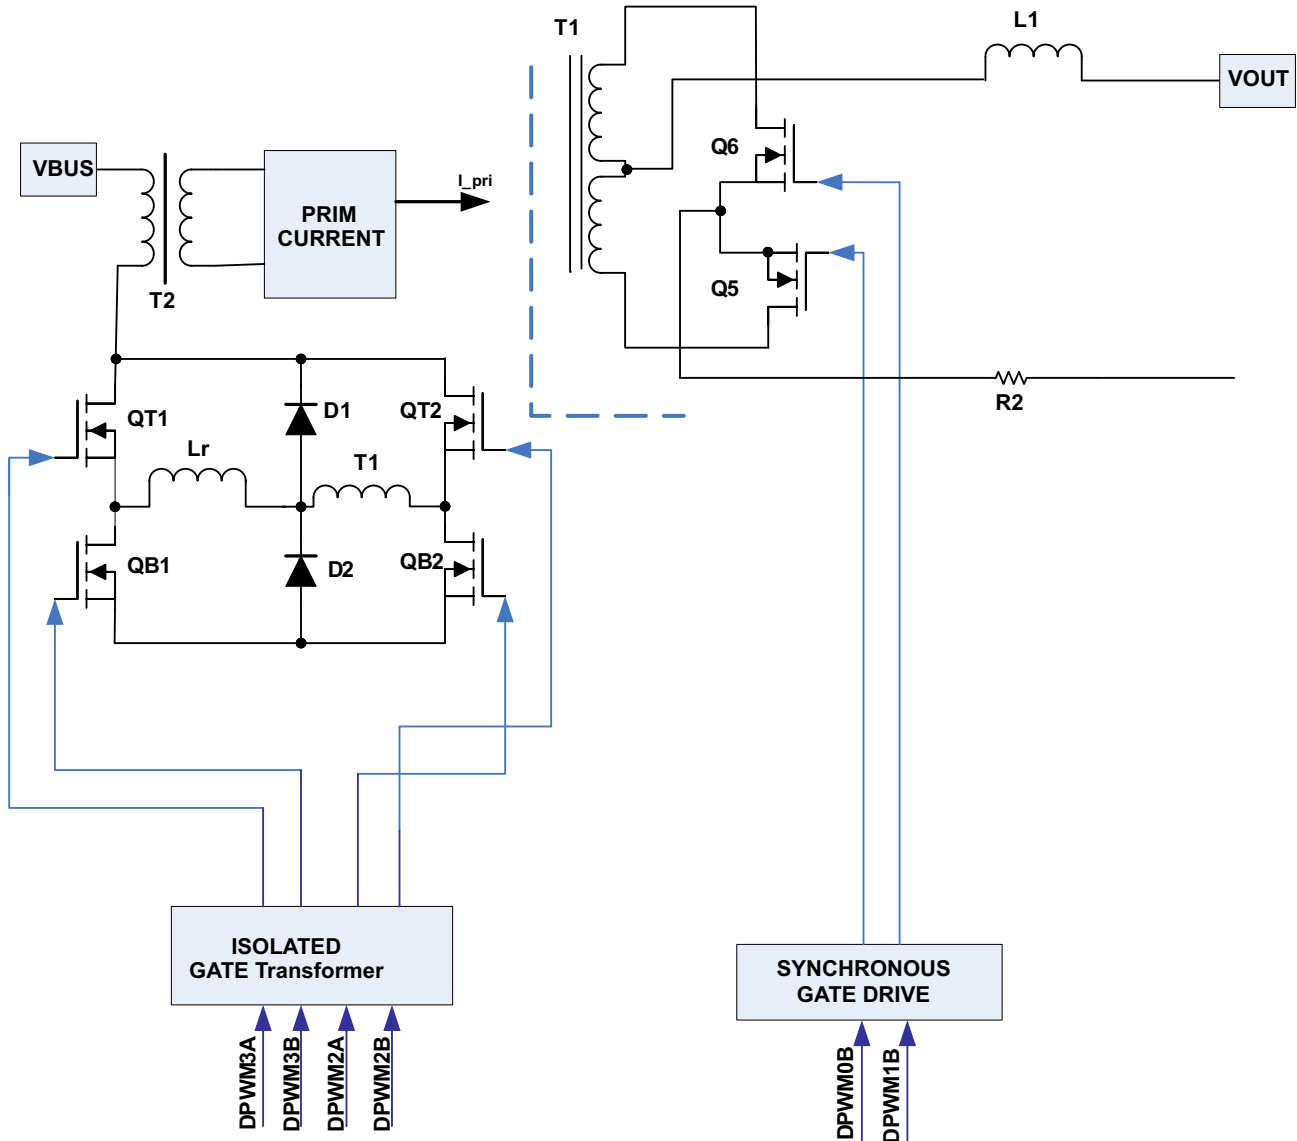 T1
L1
VOUT
Q6
VBUS
I_pri
PRIM
CURRENT
T2
Q5
R2
QT1
D1
QT2
Lr
T1
QB1
D2
QB2
ISOLATED
GATE Transformer
SYNCHRONOUS
GATE DRIVE
DPWM3A
DPWM3B
DPWM2A
DPWM2B
DPWM0B
DPWM1B